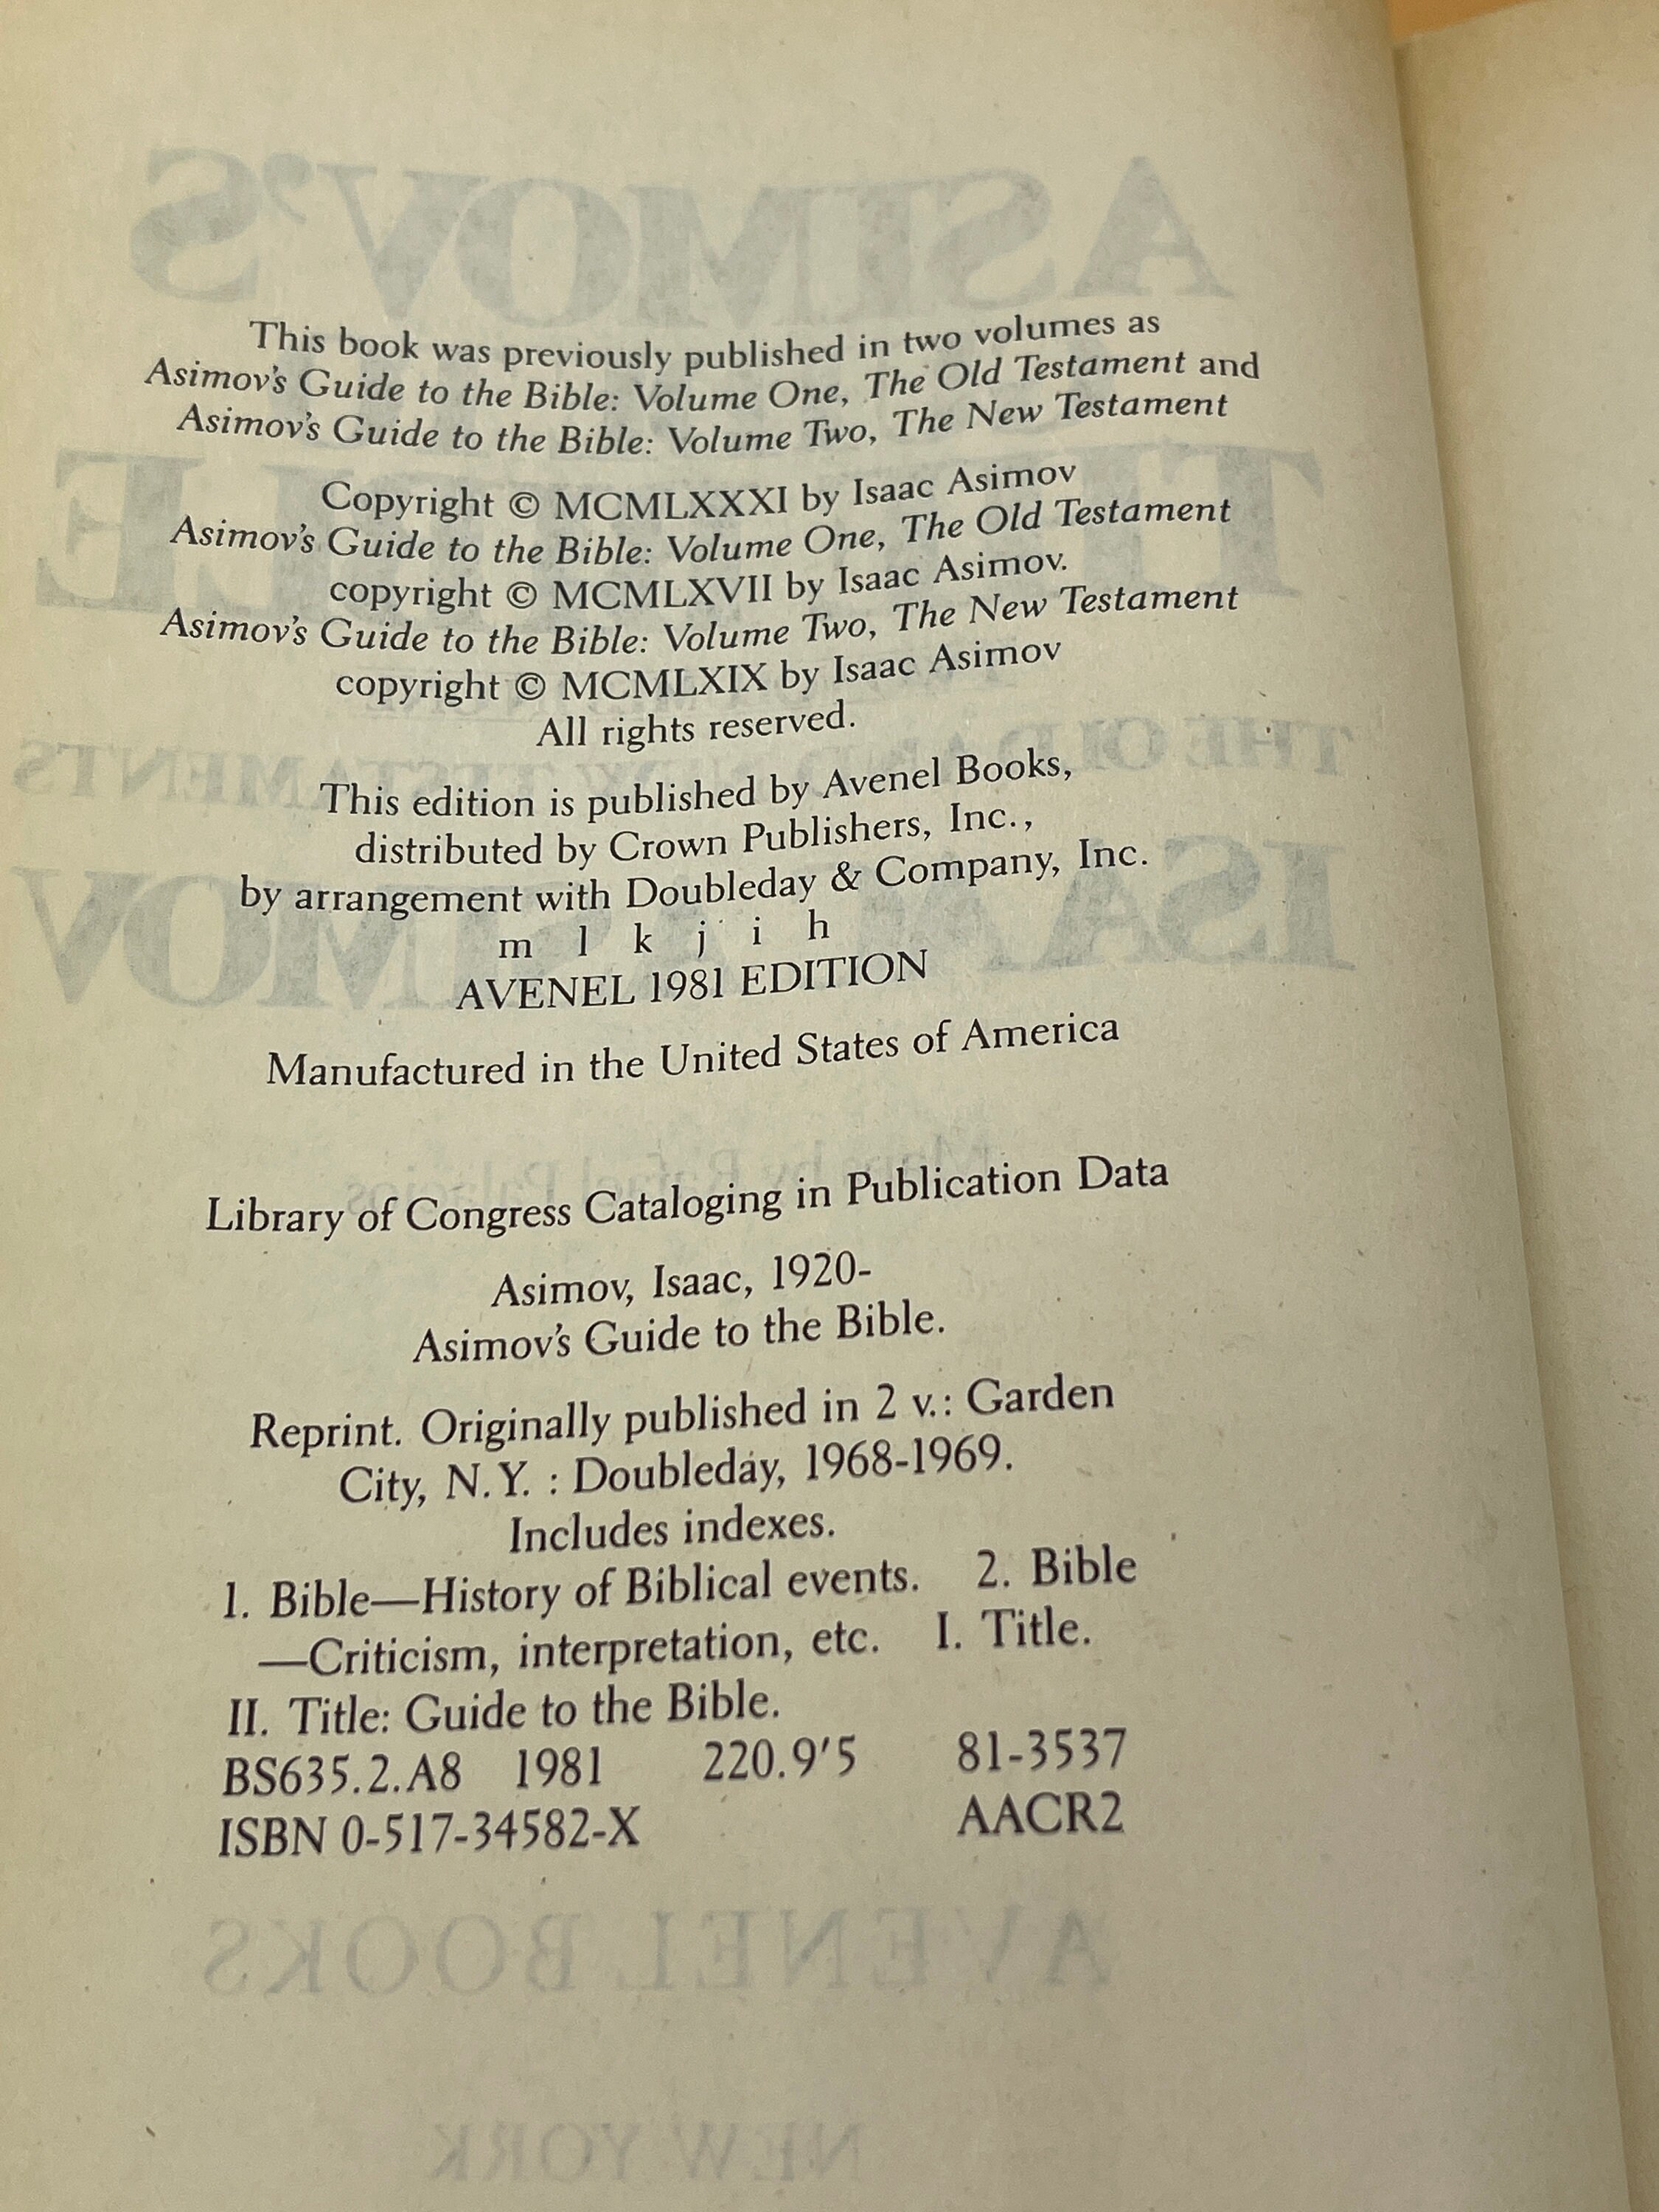 This book was previously published in two volumes as
Asimov's Guide to the Bible: Volume One, The Old Testament and
Asimov's Guide to the Bible: Volume Two, The New Testament
Copyright © MCMLXXXI by Isaac Asimov
Asimov's Guide to the Bible: Volume One, The Old Testament
copyright © MCMLXVII by Isaac Asimov.
Asimov's Guide to the Bible: Volume Two, The New Testament
copyright © MCMLXIX by Isaac Asimov
All rights reserved.
This edition is published by Avenel Books,
distributed by Crown Publishers, Inc.,
by arrangement with Doubleday & Company, Inc.
m l k j i h
AVENEL 1981 EDITION
Manufactured in the United States of America
Library of Congress Cataloging in Publication Data
Asimov, Isaac, 1920-
Asimov's Guide to the Bible.
Reprint. Originally published in 2 v.: Garden
City, N.Y. : Doubleday, 1968-1969.
Includes indexes.
1. Bible—History of Biblical events. 2. Bible
—Criticism, interpretation, etc. I. Title.
II. Title: Guide to the Bible.
BS635.2.A8 1981 220.9'5 81-3537
ISBN 0-517-34582-X AACR2